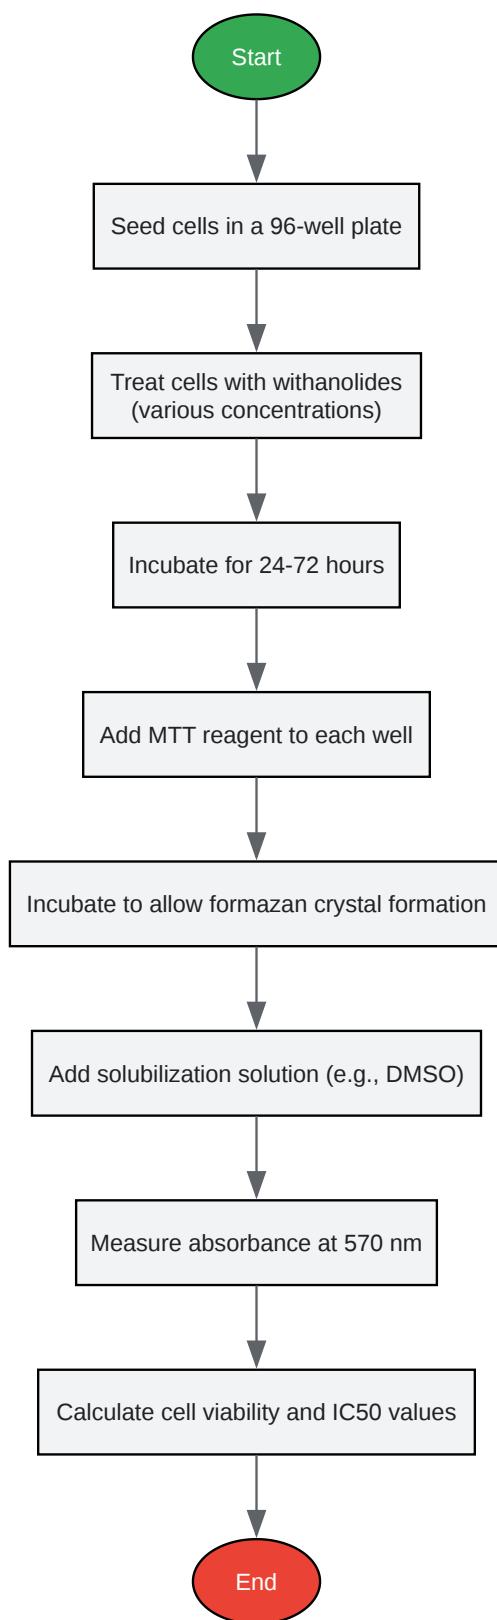 Start
Seed cells in a 96-well plate
Treat cells with withanolides
(various concentrations)
Incubate for 24-72 hours
Add MTT reagent to each well
Incubate to allow formazan crystal formation
Add solubilization solution (e.g., DMSO)
Measure absorbance at 570 nm
Calculate cell viability and IC50 values
End